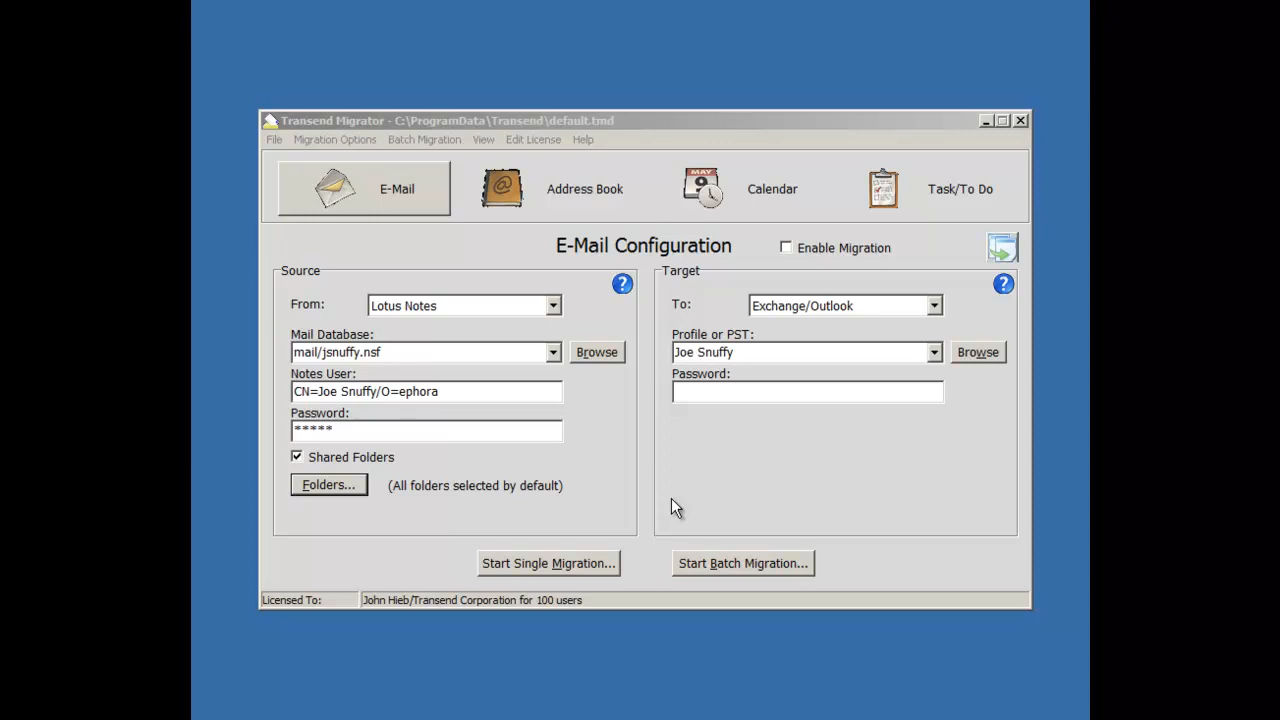 Transend Migrator - C:\ProgramData\Transend\default.tmd
File Migration Options Batch Migration View Edit License Help
E-Mail Address Book MAY 9 Calendar Task/To Do
E-Mail Configuration Enable Migration
Source Target
From: Lotus Notes To: Exchange/Outlook
Mail Database: Profile or PST:
mail/jsnuffy.nsf Browse Joe Snuffy Browse
Notes User: Password:
CN=Joe Snuffy/O=ephora
Password:
*****
Shared Folders
Folders... (All folders selected by default)
Start Single Migration... Start Batch Migration...
Licensed To: John Hieb/Transend Corporation for 100 users